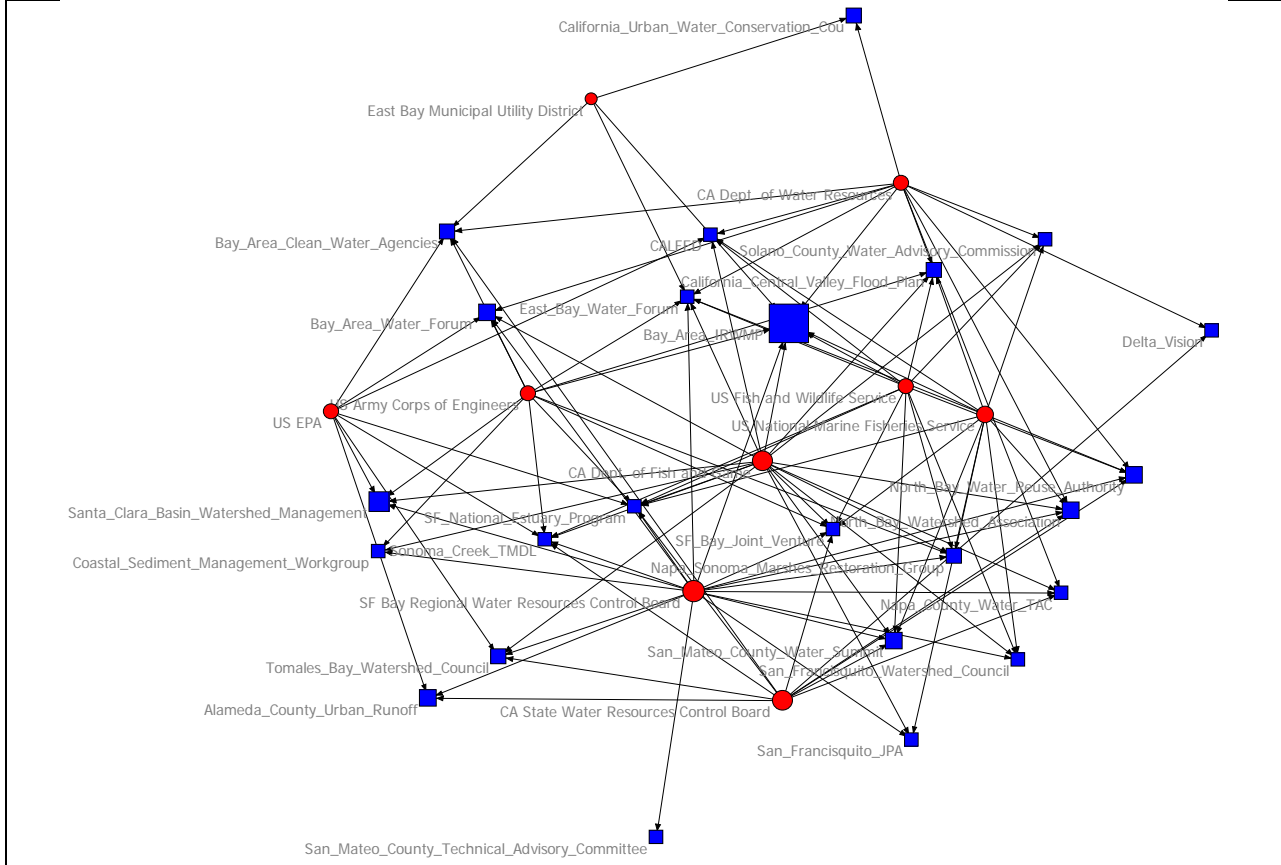 California_Urban_Water_Conservation_Cou
East Bay Municipal Utility District
CA Dept. of Water Resources
Bay_Area_Clean_Water_Agencies
CALFED
Solano_County_Water_Advisory_Commission
California_Central_Valley_Flood_Plan
East_Bay_Water_Forum
Bay_Area_Water_Forum
Bay_Area_IRWMP
Delta_Vision
US Fish and Wildlife Service
US Army Corps of Engineers
US EPA
US National Marine Fisheries Service
CA Dept. of Fish and Game
North_Bay_Water_Reuse_Authority
Santa_Clara_Basin_Watershed_Management
SF_National_Estuary_Program
North_Bay_Watershed_Association
SF_Bay_Joint_Venture
Sonoma_Creek_TMDL
Coastal_Sediment_Management_Workgroup
Napa_Sonoma_Marshes_Restoration_Group
SF Bay Regional Water Resources Control Board
Napa_County_Water_TAC
San_Mateo_County_Water_Summit
Tomales_Bay_Watershed_Council
San_Francisquito_Watershed_Council
Alameda_County_Urban_Runoff
CA State Water Resources Control Board
San_Francisquito_JPA
San_Mateo_County_Technical_Advisory_Committee